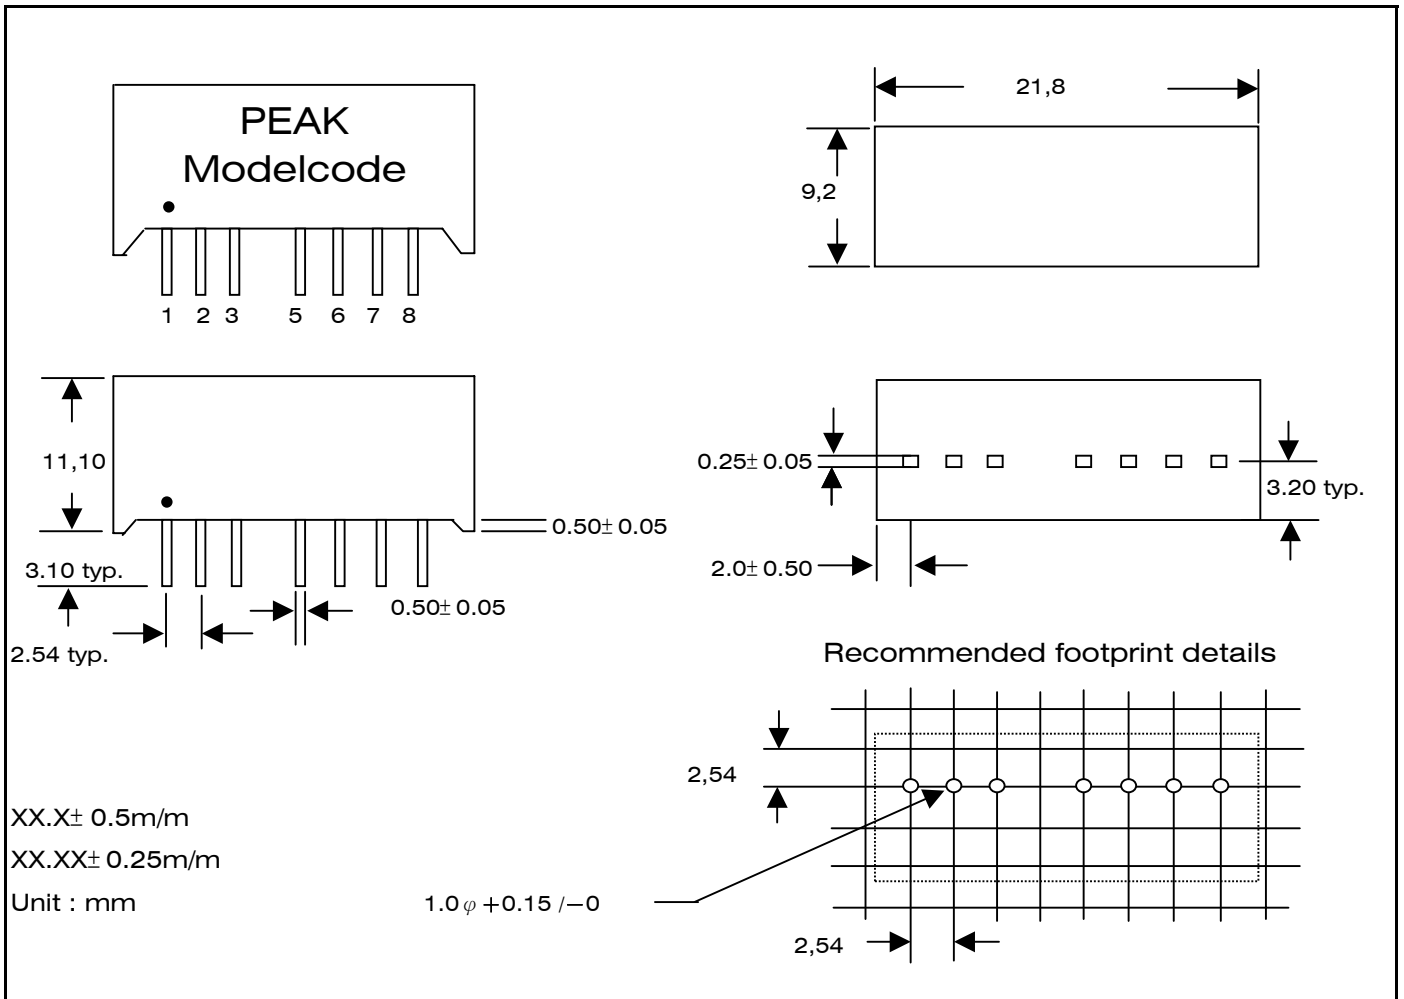 PEAK
Modelcode
1 2 3 5 6 7 8
21,8
9,2
11,10
0.50± 0.05
3.10 typ.
0.50± 0.05
2.54 typ.
0.25± 0.05
3.20 typ.
2.0± 0.50
Recommended footprint details
2,54
XX.X± 0.5m/m
XX.XX± 0.25m/m
Unit : mm
1.0 φ +0.15 /−0
2,54